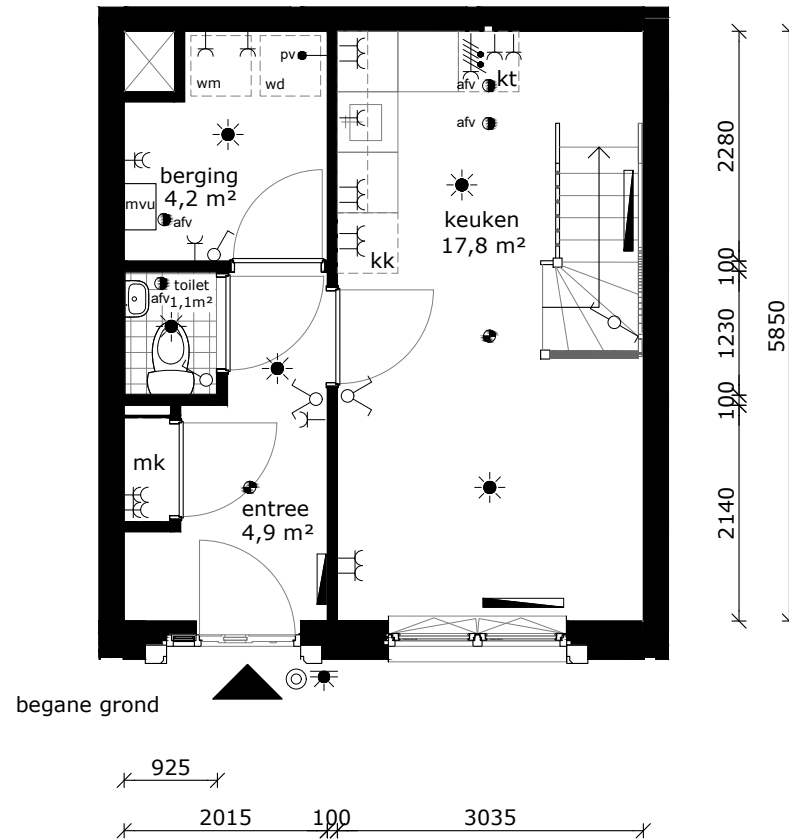 pv
wm
wd
kt
afv
afv
berging
4,2 m²
mvu
afv
keuken
17,8 m²
kk
toilet
afv
1,1m²
mk
entree
4,9 m²
2280
100
1230
100
2140
5850
begane grond
925
2015
100
3035